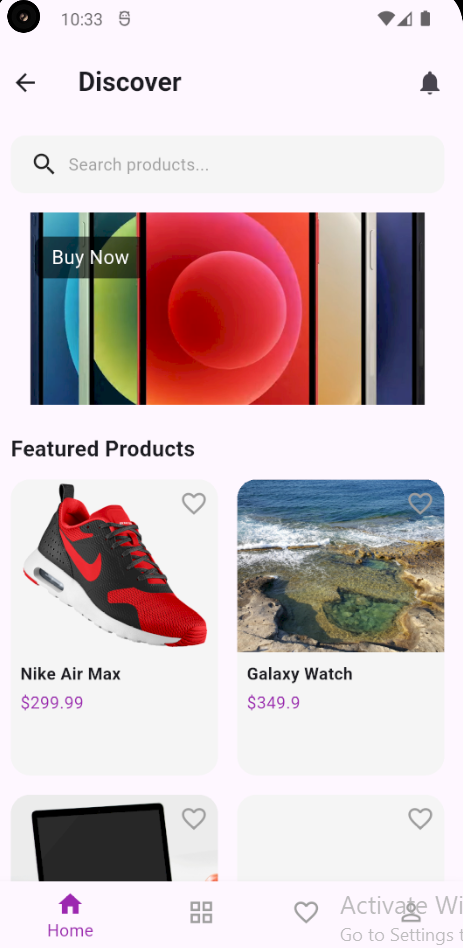 10:33
Discover
Search products...
Buy Now
Featured Products
Nike Air Max
Galaxy Watch
$299.99
$349.9
Home
Activate Wi
Go to Settings t